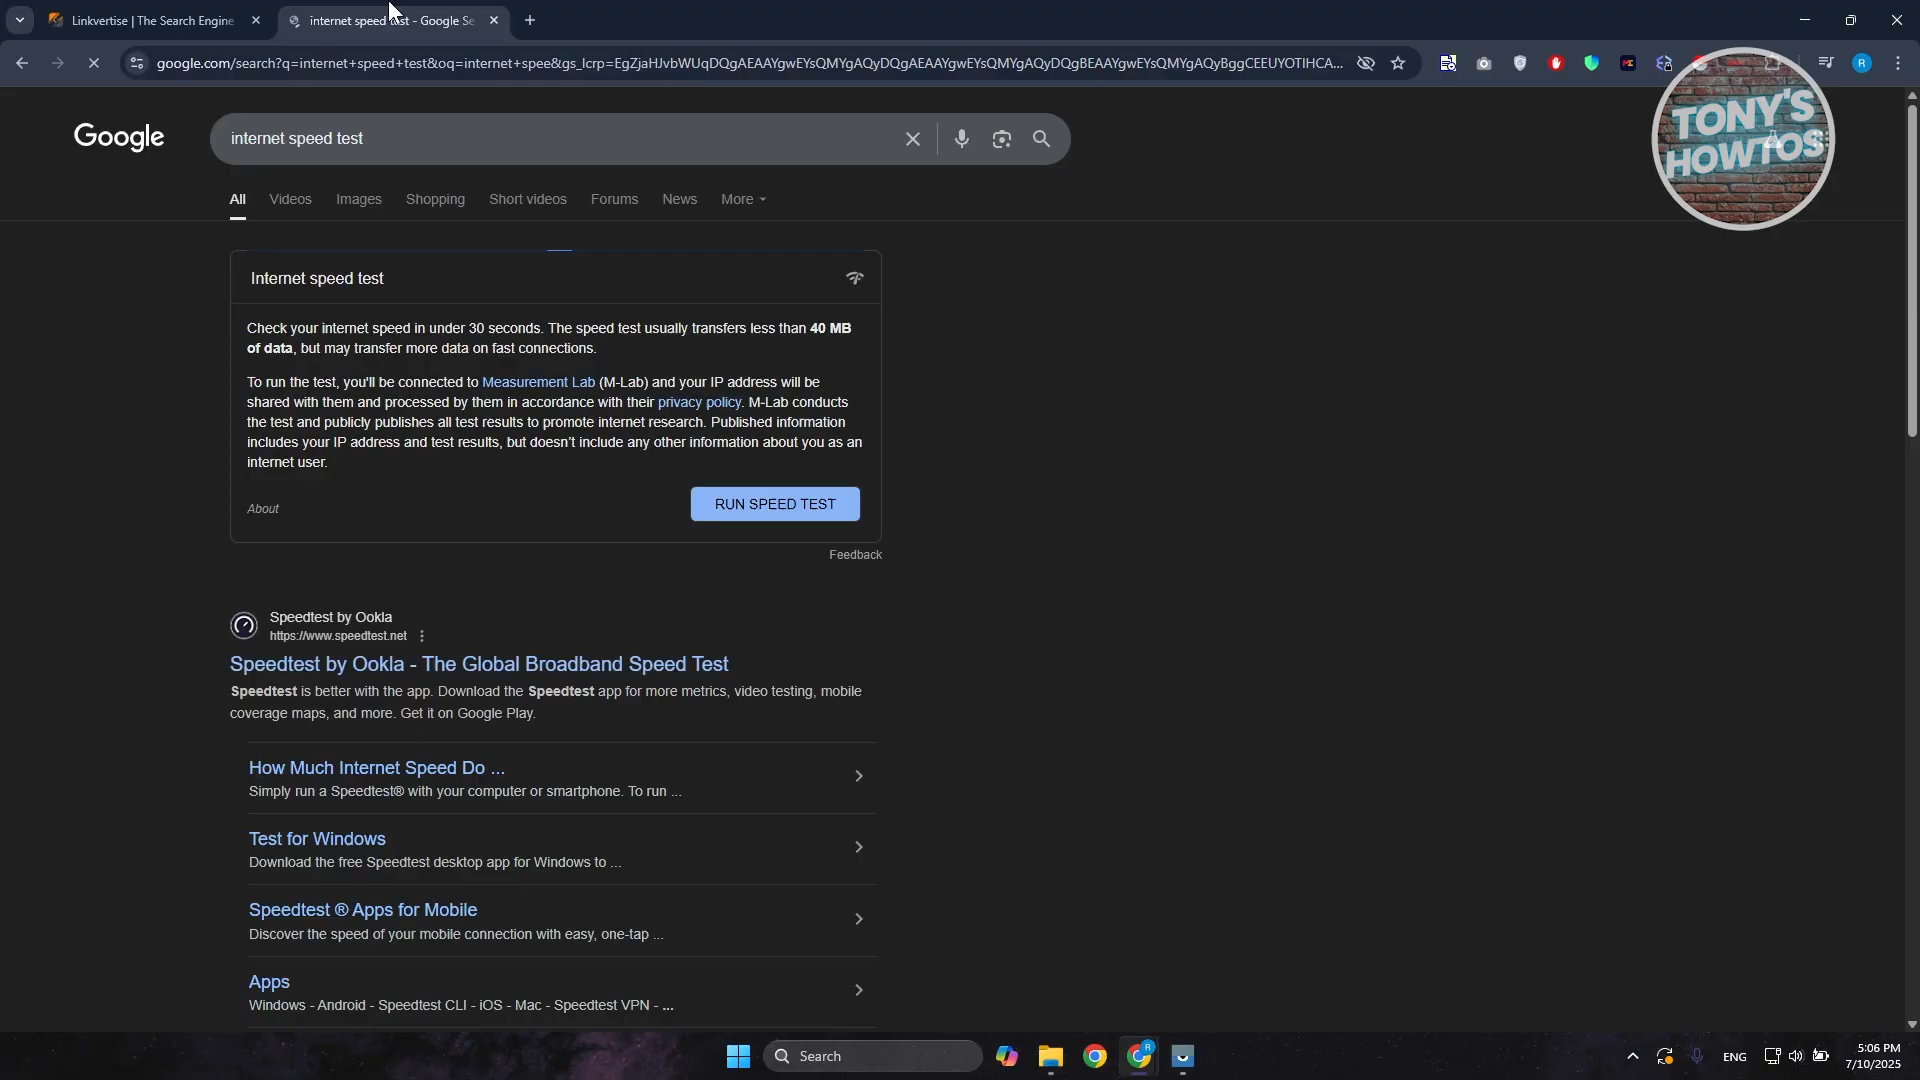 Linkvertise | The Search Engine
internet speed test - Google Se
google.com/search?q=internet+speed+test&oq=internet+spee&gs_lcrp=EgZjaHJvbWUqDQgAEAAYgwEYsQMYgAQyDQgAEAAYgwEYsQMYgAQyDQgBEAAYgwEYsQMYgAQyBggCEEUYOTIHCA...
R
Google
internet speed test
TONY'S
HOWTOS
All
Videos
Images
Shopping
Short videos
Forums
News
More
Internet speed test
Check your internet speed in under 30 seconds. The speed test usually transfers less than 40 MB
of data, but may transfer more data on fast connections.
To run the test, you'll be connected to Measurement Lab (M-Lab) and your IP address will be
shared with them and processed by them in accordance with their privacy policy. M-Lab conducts
the test and publicly publishes all test results to promote internet research. Published information
includes your IP address and test results, but doesn't include any other information about you as an
internet user.
About
RUN SPEED TEST
Feedback
Speedtest by Ookla
https://www.speedtest.net
Speedtest by Ookla - The Global Broadband Speed Test
Speedtest is better with the app. Download the Speedtest app for more metrics, video testing, mobile
coverage maps, and more. Get it on Google Play.
How Much Internet Speed Do ...
Simply run a Speedtest® with your computer or smartphone. To run ...
Test for Windows
Download the free Speedtest desktop app for Windows to ...
Speedtest ® Apps for Mobile
Discover the speed of your mobile connection with easy, one-tap ...
Apps
Windows - Android - Speedtest CLI - iOS - Mac - Speedtest VPN - ...
Search
R
ENG
5:06 PM
7/10/2025